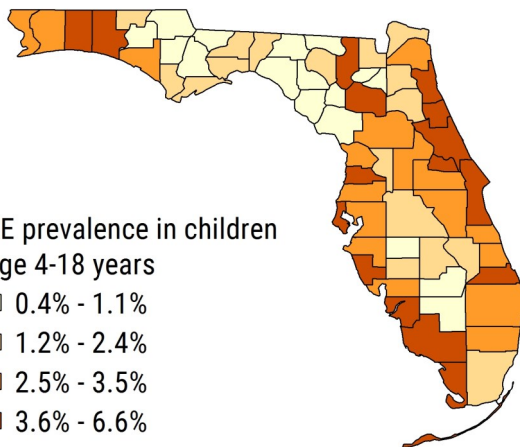 E prevalence in children
ge 4-18 years
0.4% - 1.1%
1.2% - 2.4%
2.5% - 3.5%
3.6% - 6.6%